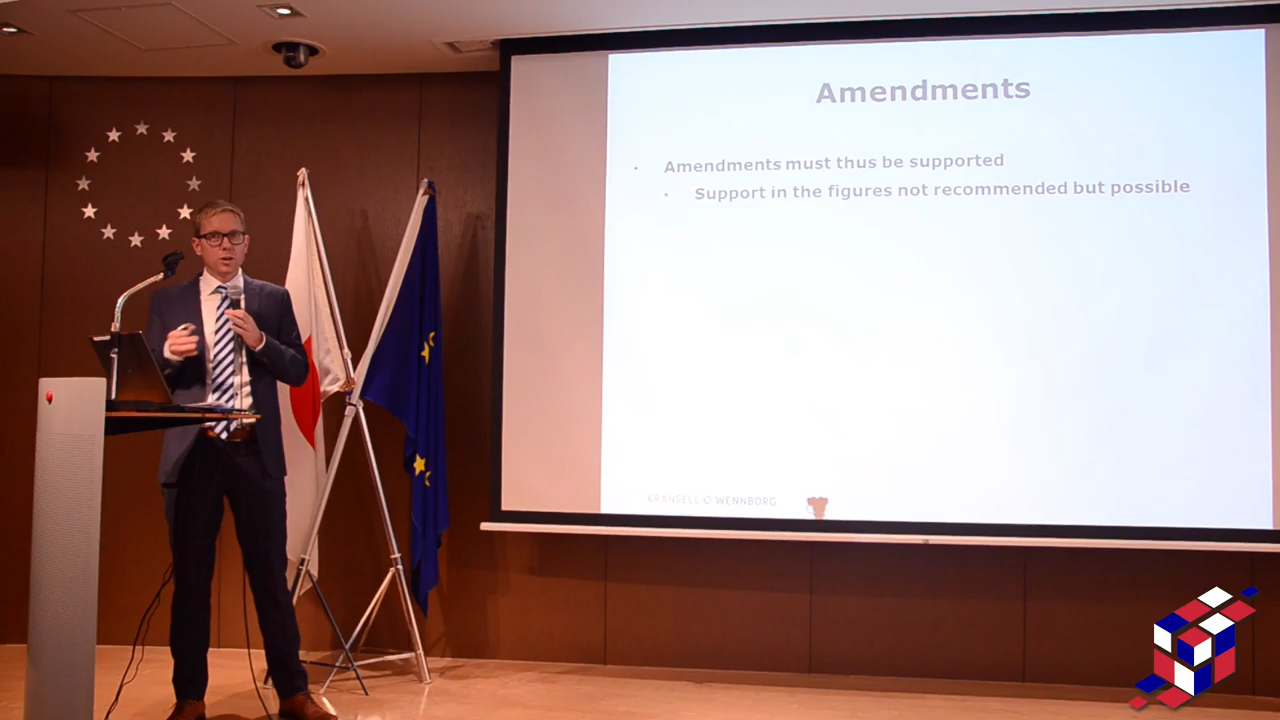 Amendments
• Amendments must thus be supported
• Support in the figures not recommended but possible
KRANSELL & WENNBORG